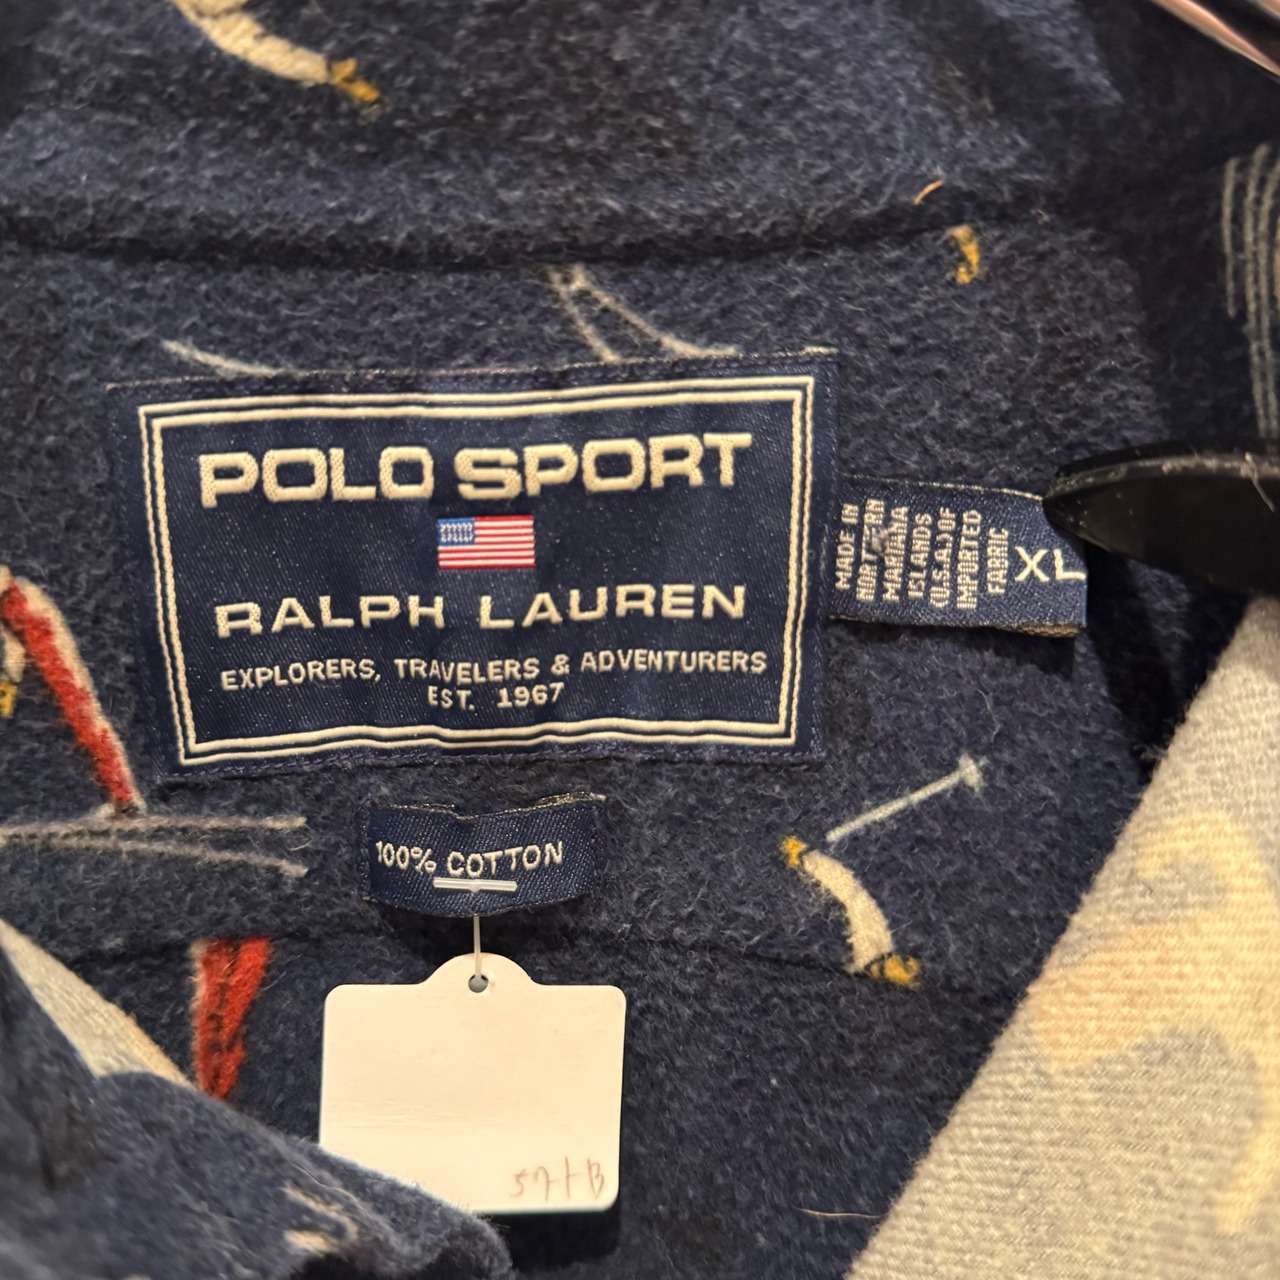 POLO SPORT
RALPH LAUREN
EXPLORERS, TRAVELERS & ADVENTURERS
EST. 1967
MADE IN
NORTHERN
MARIANA
ISLANDS
(U.S.A.) OF
IMPORTED
FABRIC
XL
100% COTTON